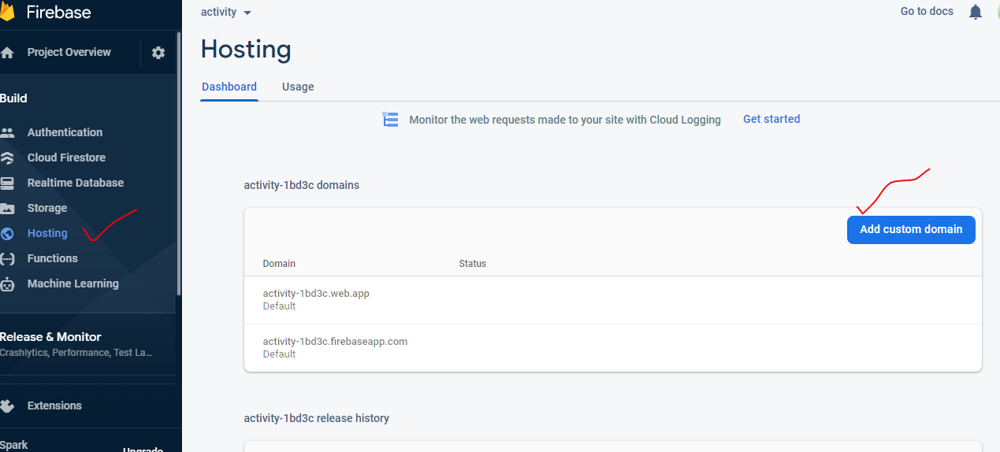 Firebase
Project Overview
Build
Authentication
Cloud Firestore
Realtime Database
Storage
Hosting
Functions
Machine Learning
Release & Monitor
Crashlytics, Performance, Test La...
Extensions
Spark
Upgrade
activity
Go to docs
Hosting
Dashboard
Usage
Monitor the web requests made to your site with Cloud Logging
Get started
activity-1bd3c domains
Add custom domain
Domain
Status
activity-1bd3c.web.app
Default
activity-1bd3c.firebaseapp.com
Default
activity-1bd3c release history